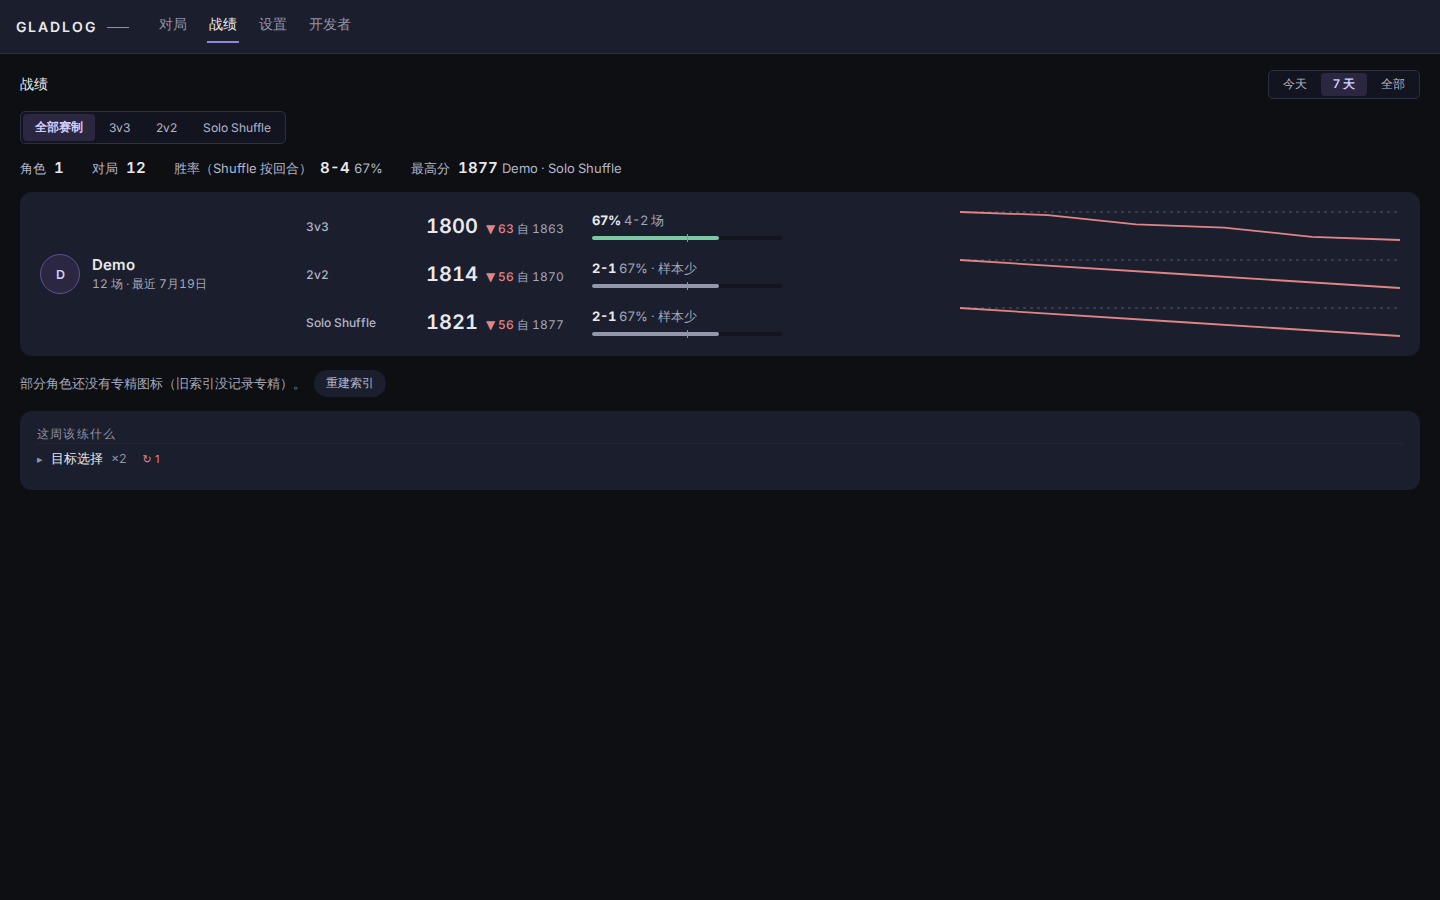 GLADLOG 对局 战绩 设置 开发者
战绩 今天 7 天 全部
全部赛制 3v3 2v2 Solo Shuffle
角色 1 对局 12 胜率（Shuffle 按回合） 8-4 67% 最高分 1877 Demo · Solo Shuffle
D
Demo
12 场 · 最近 7月19日
3v3 1800 ▼ 63 自 1863 67% 4-2 场
2v2 1814 ▼ 56 自 1870 2-1 67% · 样本少
Solo Shuffle 1821 ▼ 56 自 1877 2-1 67% · 样本少
部分角色还没有专精图标（旧索引没记录专精）。 重建索引
这周该练什么
▸ 目标选择 ×2 ↻ 1